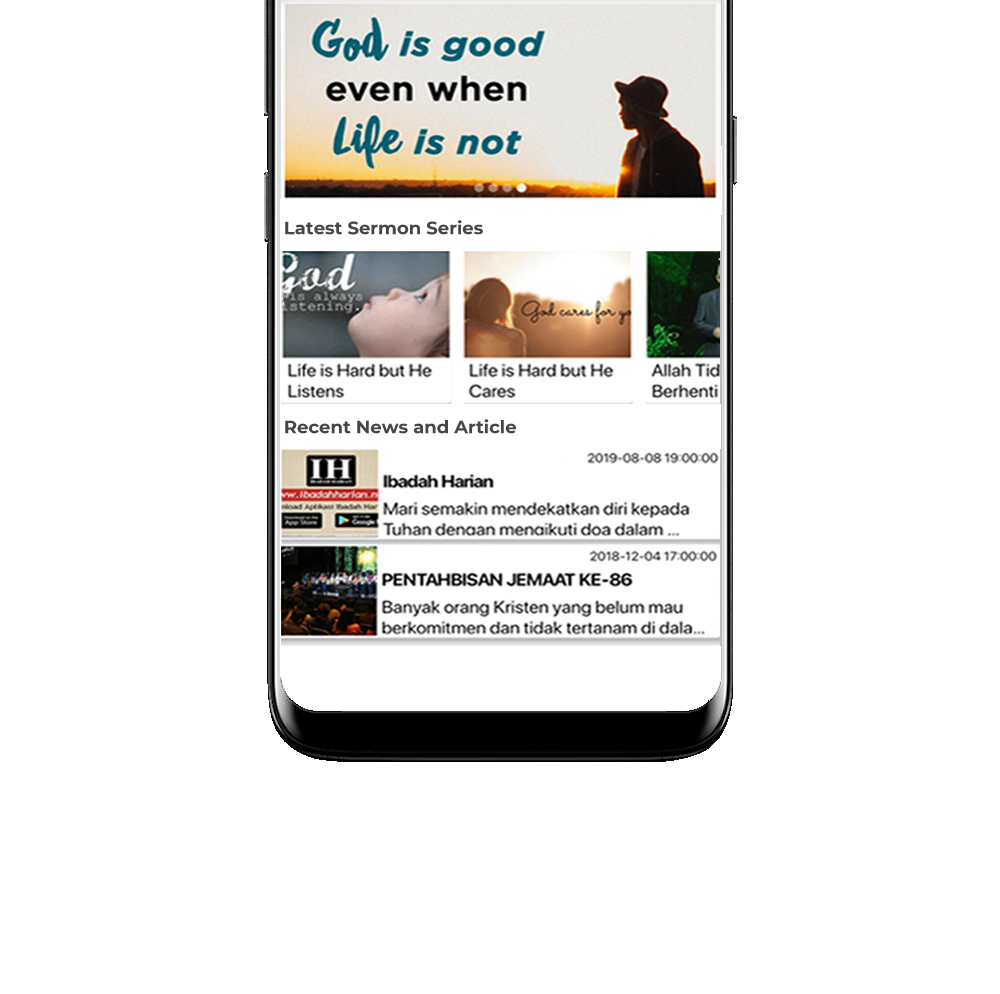 God is good
even when
Life is not
Latest Sermon Series
God
is always
listening.
God cares for yo
Life is Hard but He
Listens
Life is Hard but He
Cares
Allah Tid
Berhenti
Recent News and Article
2019-08-08 19:00:00
IH
IBADAH HARIAN
www.ibadahharian.n
nload Aplikasi Ibadah Har
App Store
Google
Ibadah Harian
Mari semakin mendekatkan diri kepada
Tuhan dengan mengikuti doa dalam ...
2018-12-04 17:00:00
PENTAHBISAN JEMAAT KE-86
Banyak orang Kristen yang belum mau
berkomitmen dan tidak tertanam di dala...